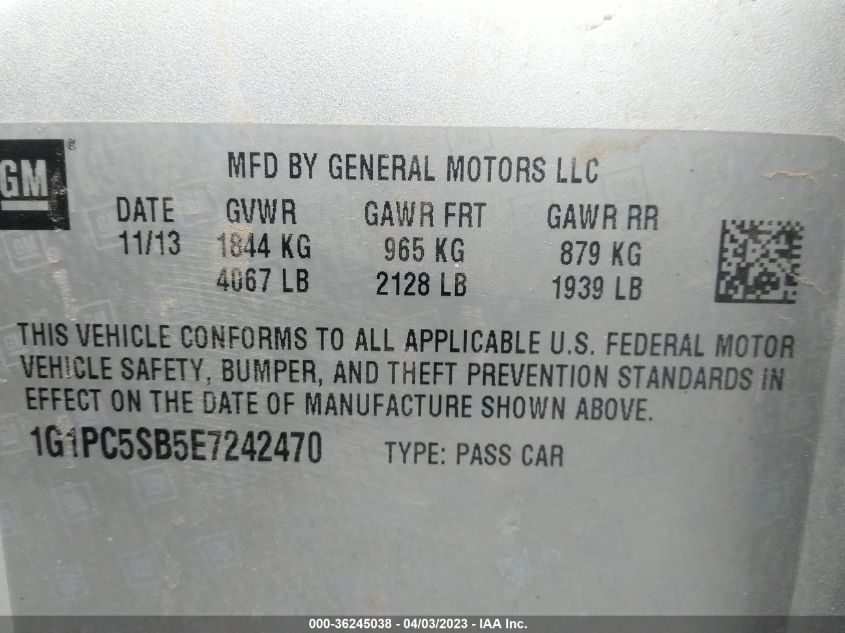 GM ®
MFD BY GENERAL MOTORS LLC
DATE GVWR GAWR FRT GAWR RR
11/13 1844 KG 965 KG 879 KG
4067 LB 2128 LB 1939 LB
THIS VEHICLE CONFORMS TO ALL APPLICABLE U.S. FEDERAL MOTOR
VEHICLE SAFETY, BUMPER, AND THEFT PREVENTION STANDARDS IN
EFFECT ON THE DATE OF MANUFACTURE SHOWN ABOVE.
1G1PC5SB5E7242470 TYPE: PASS CAR
000-36245038 - 04/03/2023 - IAA Inc.